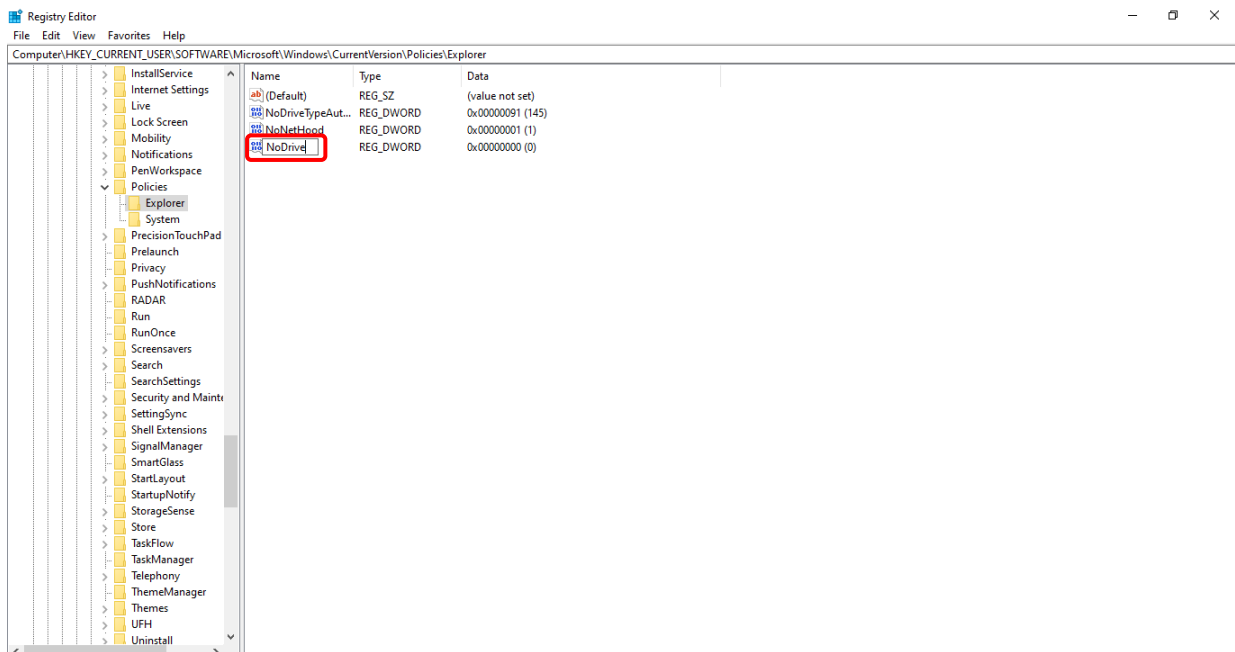 Registry Editor
File Edit View Favorites Help
Computer\HKEY_CURRENT_USER\SOFTWARE\Microsoft\Windows\CurrentVersion\Policies\Explorer
InstallService
Internet Settings
Live
Lock Screen
Mobility
Notifications
PenWorkspace
Policies
Explorer
System
PrecisionTouchPad
Prelaunch
Privacy
PushNotifications
RADAR
Run
RunOnce
Screensavers
Search
SearchSettings
Security and Mainte
SettingSync
Shell Extensions
SignalManager
SmartGlass
StartLayout
StartupNotify
StorageSense
Store
TaskFlow
TaskManager
Telephony
ThemeManager
Themes
UFH
Uninstall
Name Type Data
ab (Default) REG_SZ (value not set)
NoDriveTypeAut... REG_DWORD 0x00000091 (145)
NoNetHood REG_DWORD 0x00000001 (1)
NoDrive REG_DWORD 0x00000000 (0)